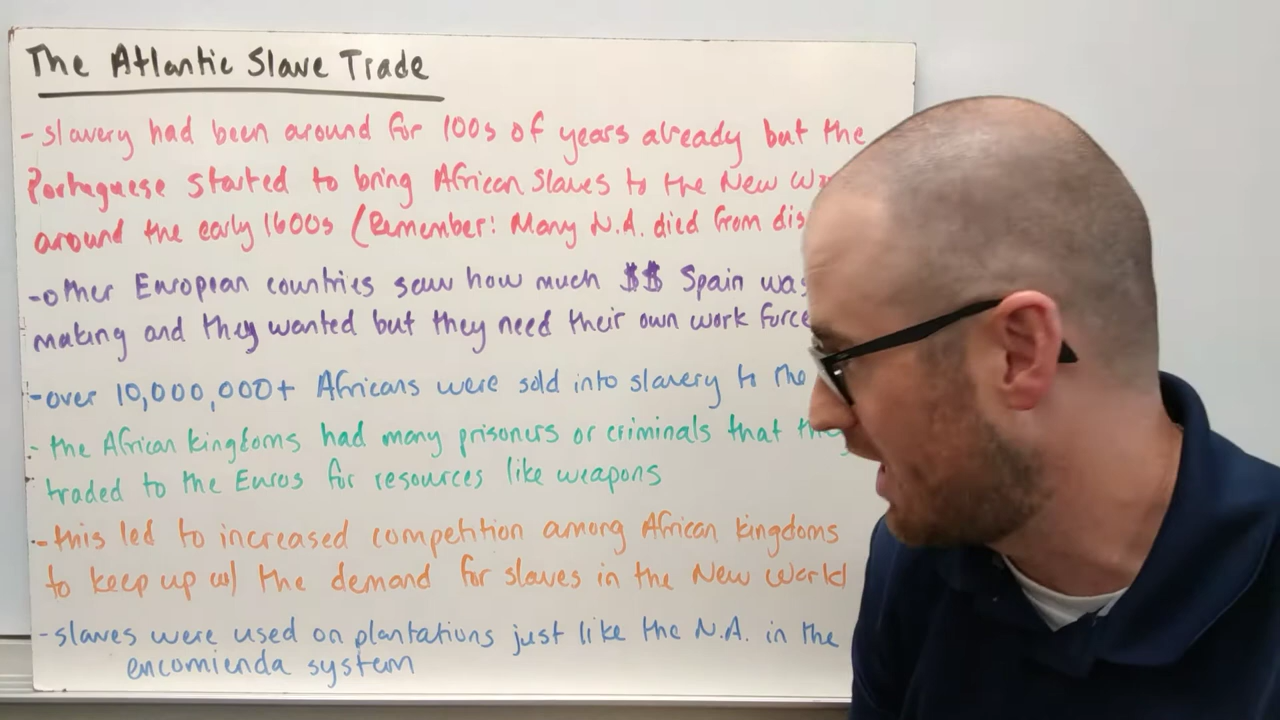 The Atlantic Slave Trade
- slavery had been around for 100s of years already but the
Portuguese started to bring African Slaves to the New
around the early 1600s (Remember: Many N.A. died from
- other European countries saw how much $$ Spain was
making and they wanted but they need their own work force
- over 10,000,000+ Africans were sold into slavery to the
- the African kingdoms had many prisoners or criminals that they
traded to the Euros for resources like weapons
- this led to increased competition among African kingdoms
to keep up w/ the demand for slaves in the New World
- slaves were used on plantations just like the N.A. in the
encomienda system